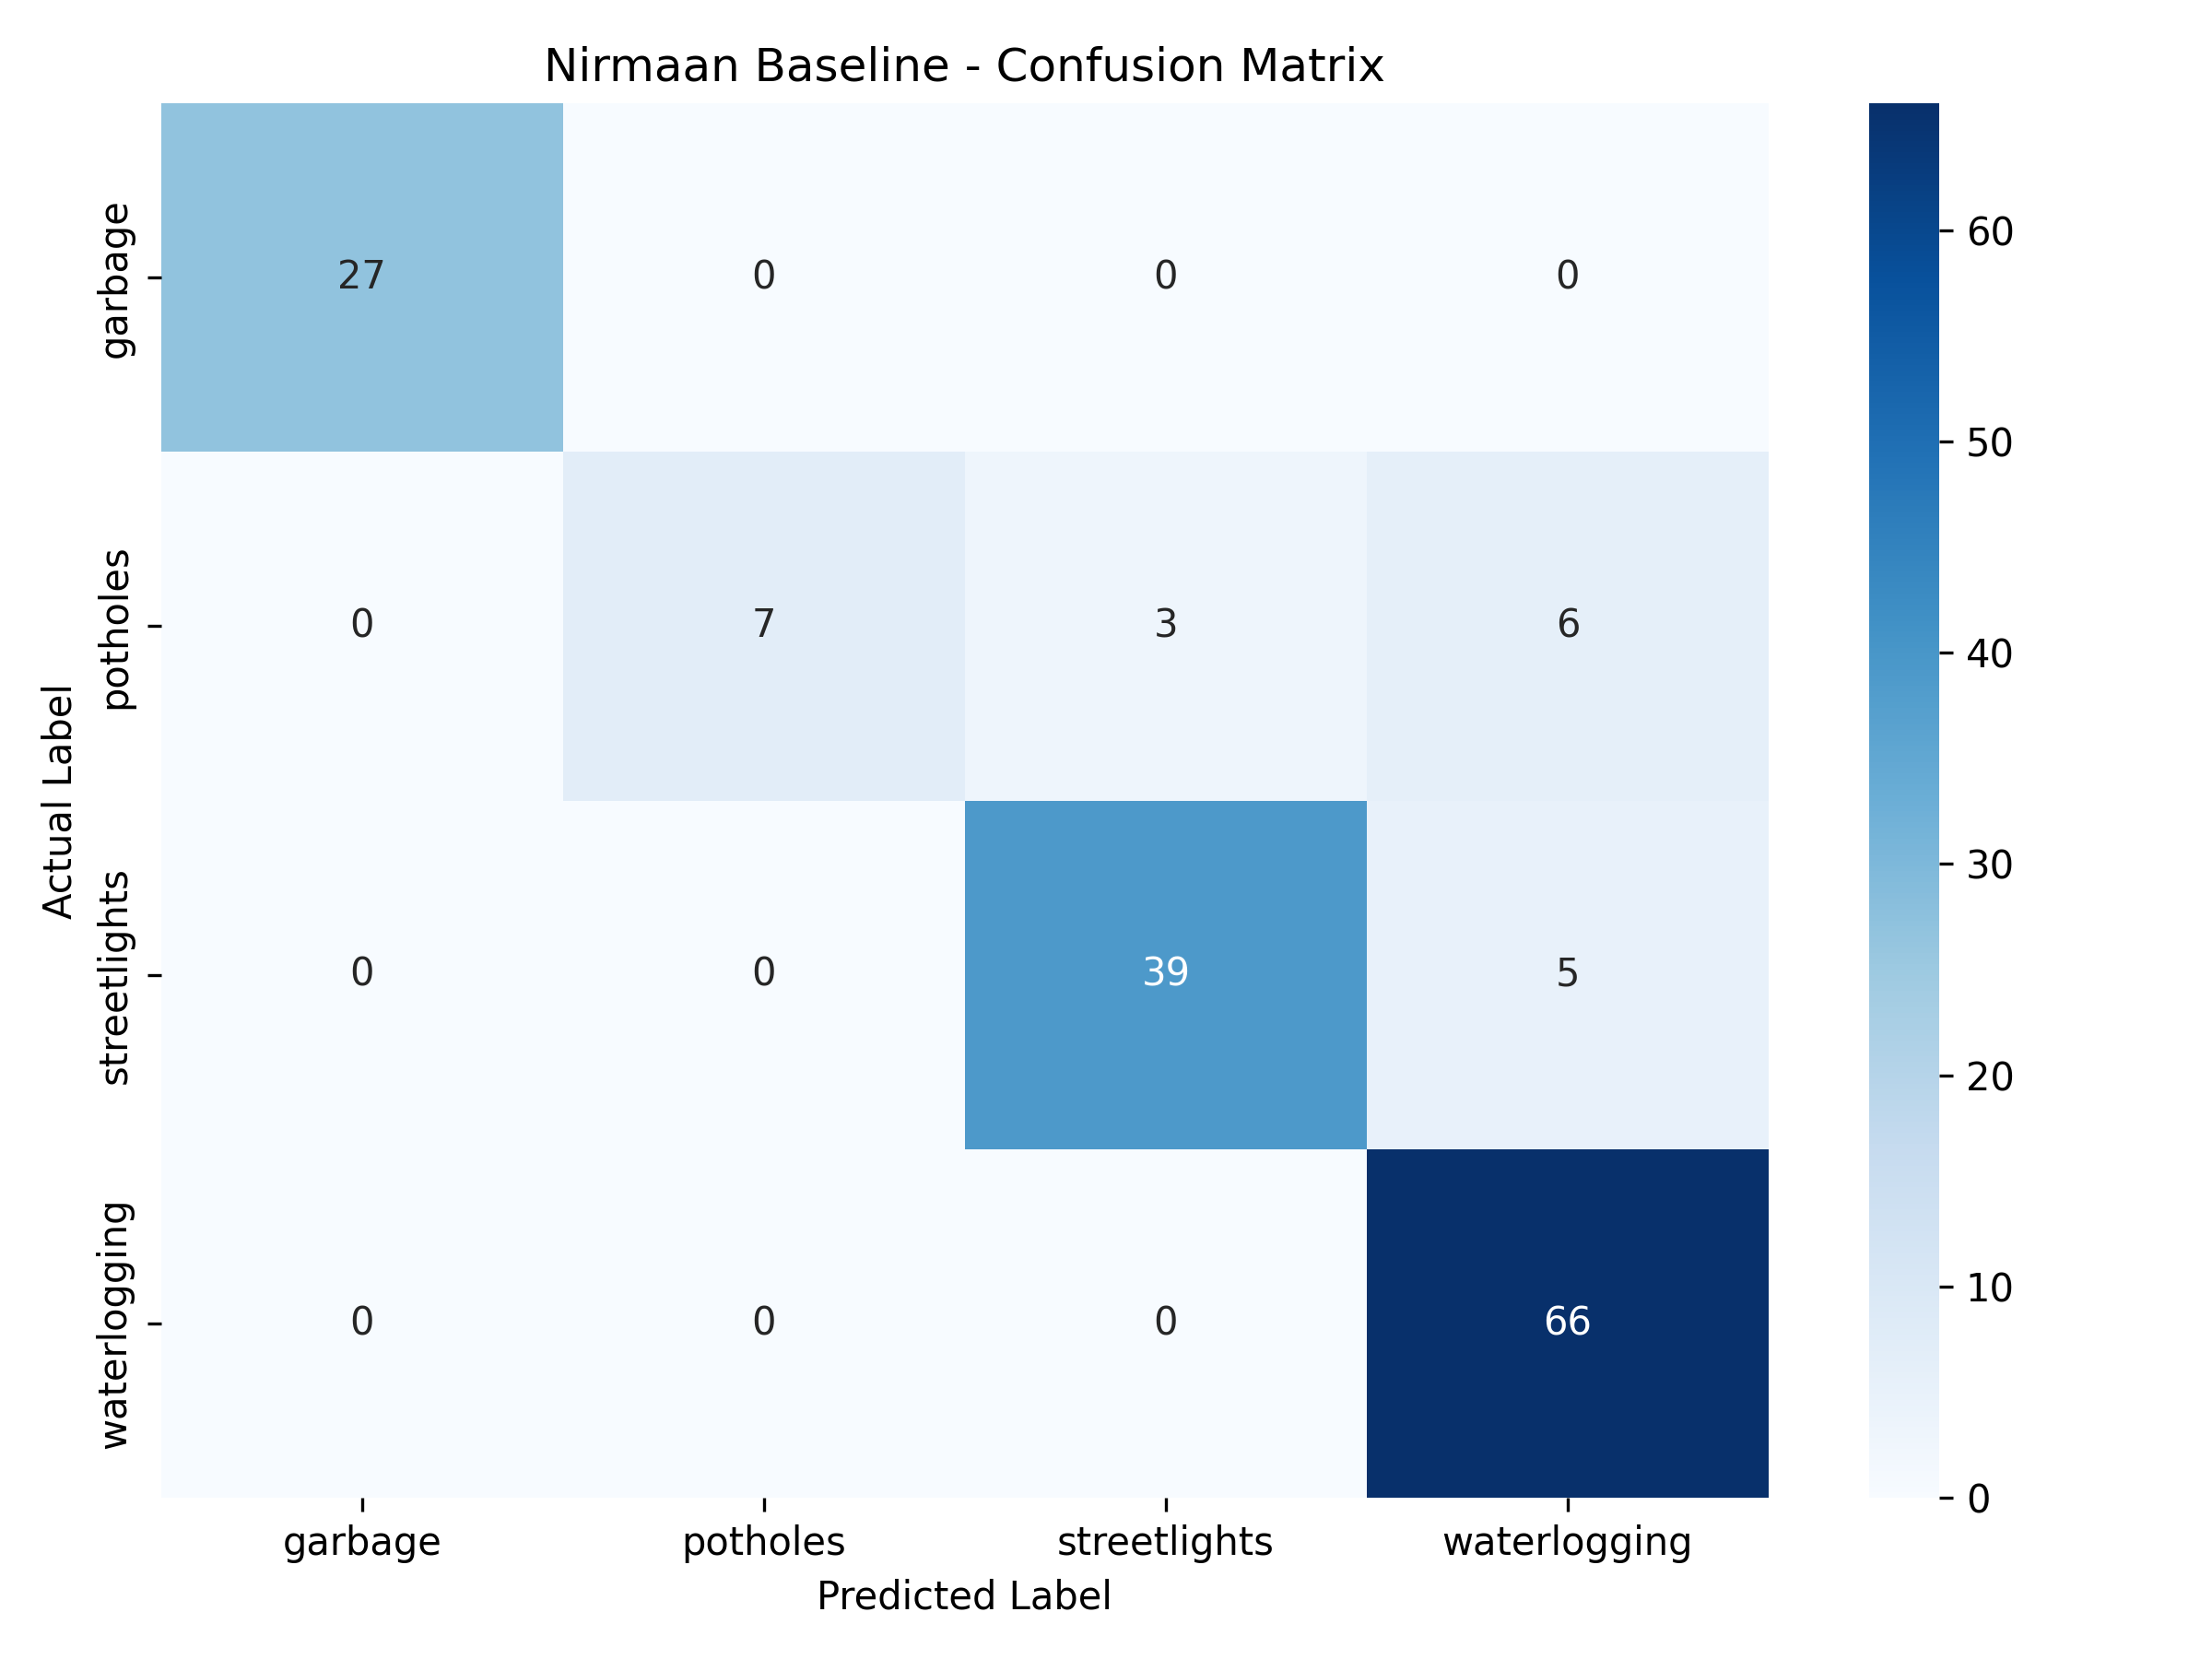 Nirmaan Baseline - Confusion Matrix
Actual Label
garbage
27 0 0 0
potholes
0 7 3 6
streetlights
0 0 39 5
waterlogging
0 0 0 66
garbage potholes streetlights waterlogging
Predicted Label
60
50
40
30
20
10
0